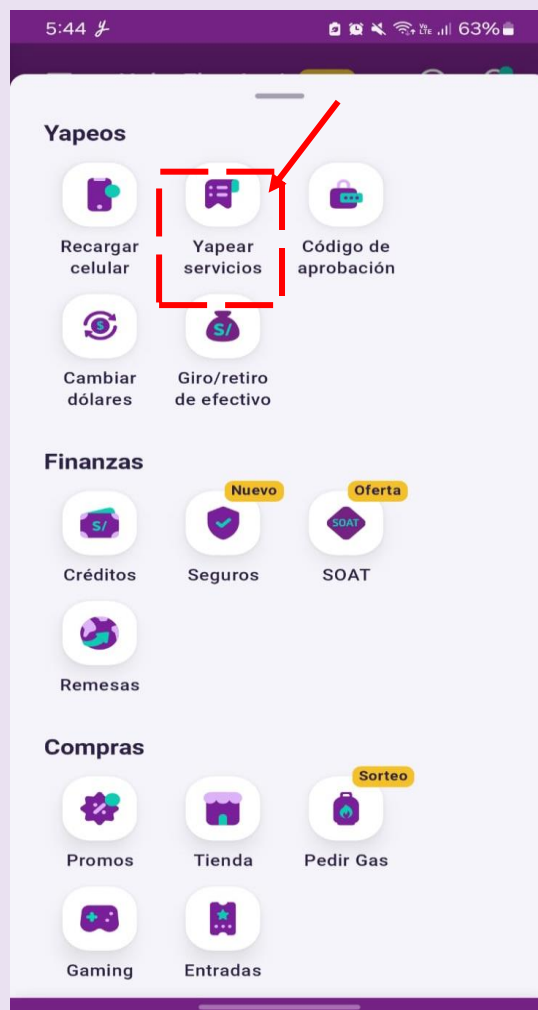 5:44
63%
Yapeos
Recargar
celular
Yapear
servicios
Código de
aprobación
S/
Cambiar
dólares
Giro/retiro
de efectivo
Finanzas
Nuevo
Oferta
S/
SOAT
Créditos
Seguros
SOAT
Remesas
Compras
Sorteo
Promos
Tienda
Pedir Gas
Gaming
Entradas